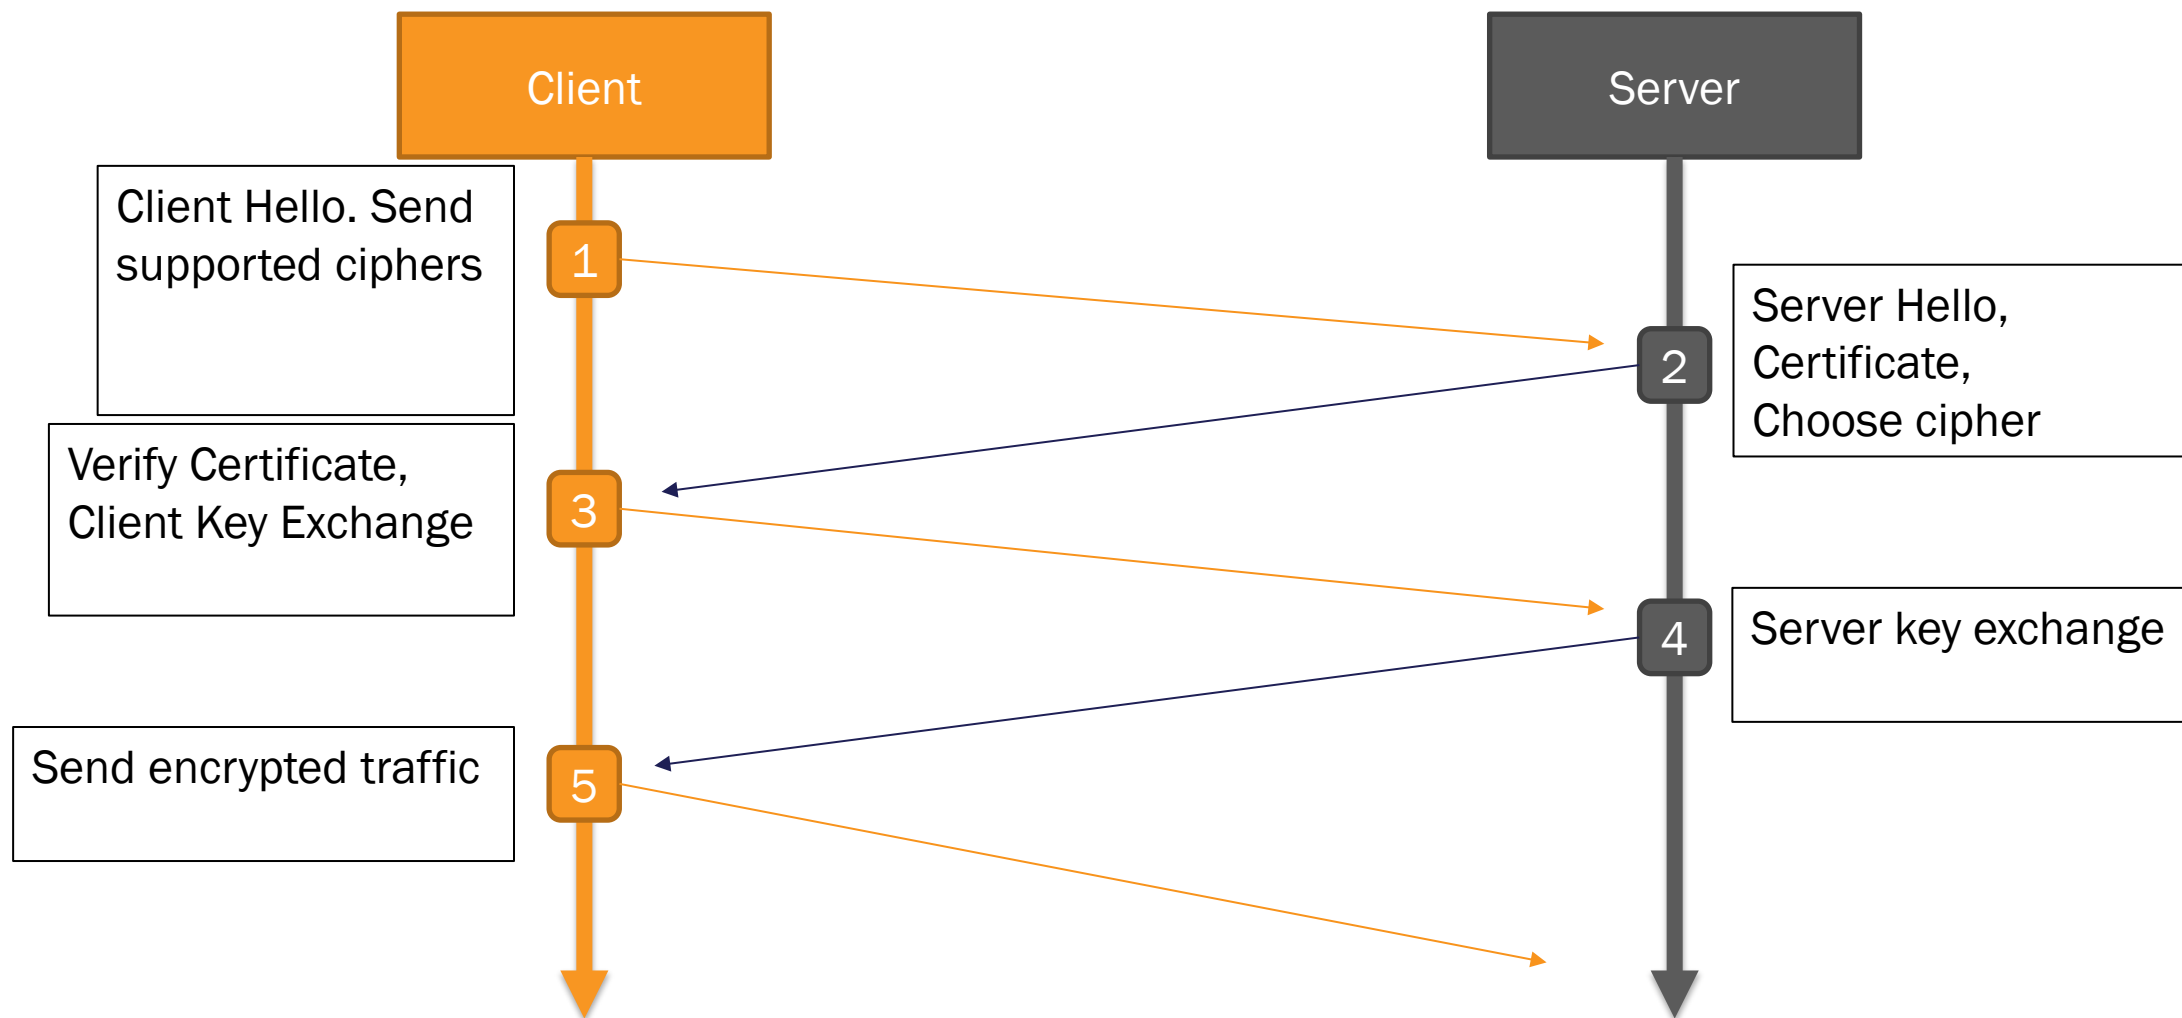 Client
Server
Client Hello. Send
supported ciphers
1
Server Hello,
Certificate,
Choose cipher
2
Verify Certificate,
Client Key Exchange
3
Server key exchange
4
Send encrypted traffic
5